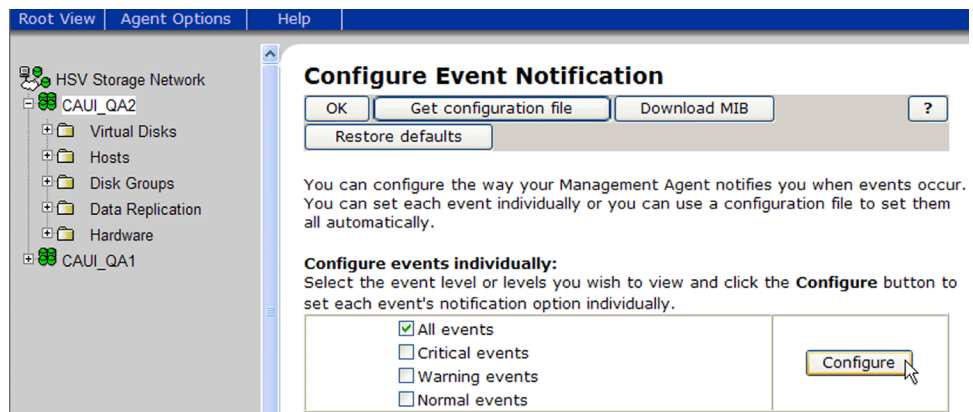 Root View Agent Options Help
HSV Storage Network
CAUI_QA2
Virtual Disks
Hosts
Disk Groups
Data Replication
Hardware
CAUI_QA1
Configure Event Notification
OK Get configuration file Download MIB ?
Restore defaults
You can configure the way your Management Agent notifies you when events occur.
You can set each event individually or you can use a configuration file to set them
all automatically.
Configure events individually:
Select the event level or levels you wish to view and click the Configure button to
set each event's notification option individually.
All events
Critical events
Warning events
Normal events
Configure